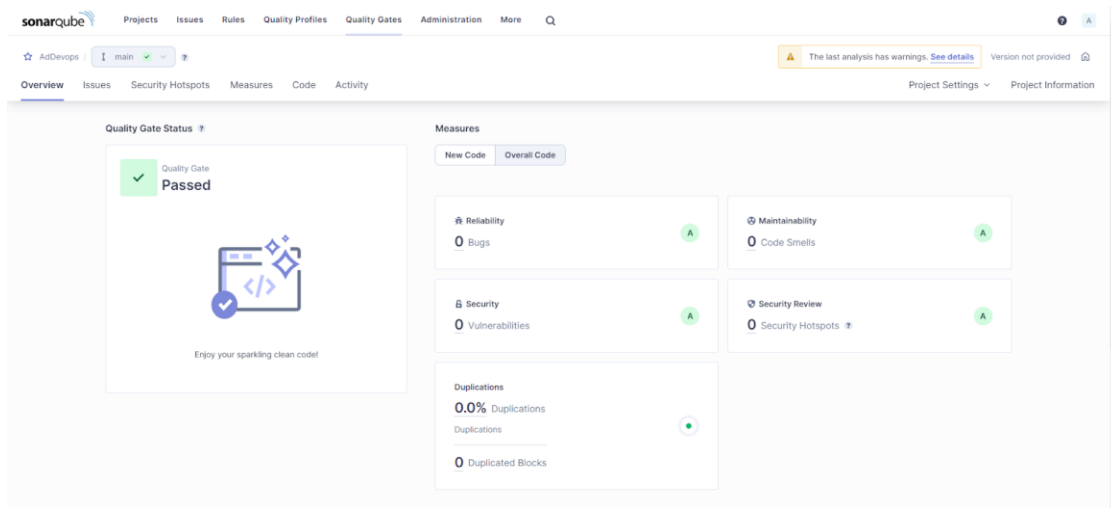 sonarqube Projects Issues Rules Quality Profiles Quality Gates Administration More ? A
AdDevops / main ? The last analysis has warnings. See details Version not provided
Overview Issues Security Hotspots Measures Code Activity Project Settings Project Information
Quality Gate Status ?
Quality Gate
Passed
</>
Enjoy your sparkling clean code!
Measures
New Code Overall Code
Reliability
0 Bugs A
Maintainability
0 Code Smells A
Security
0 Vulnerabilities A
Security Review
0 Security Hotspots ? A
Duplications
0.0% Duplications
Duplications
0 Duplicated Blocks